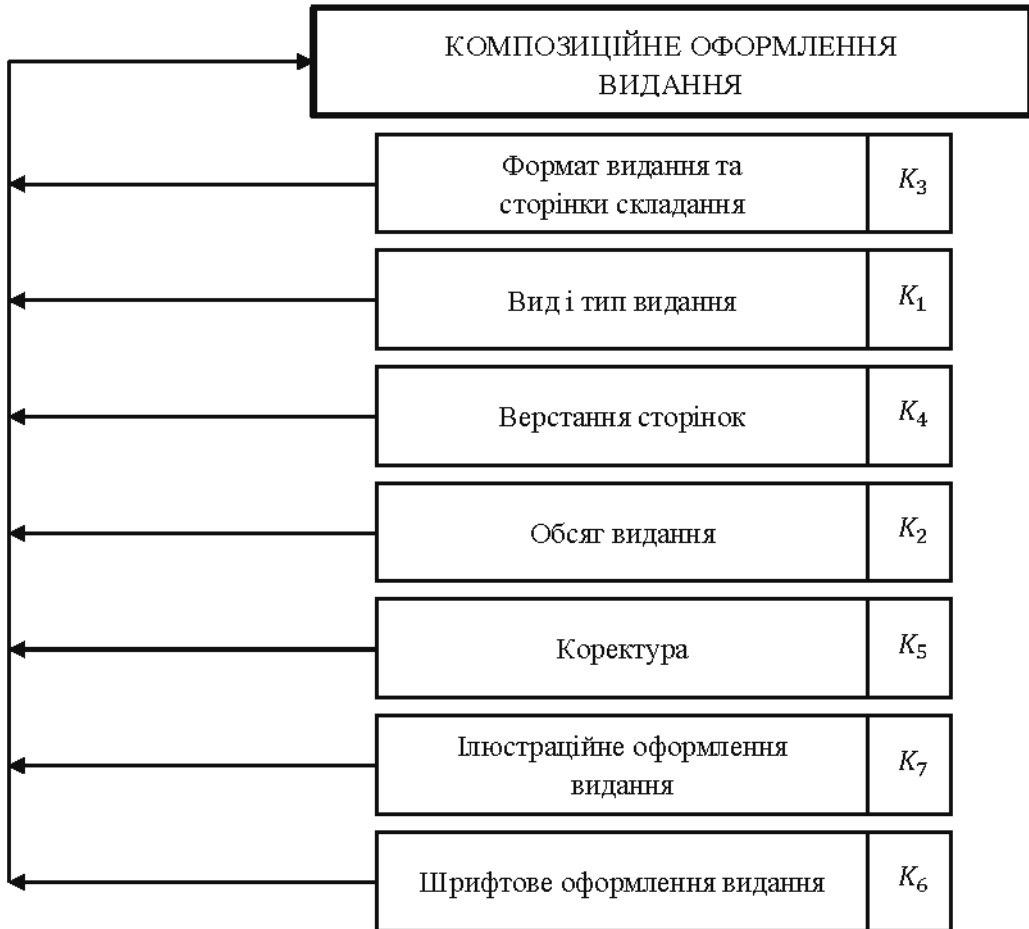 КОМПОЗИЦІЙНЕ ОФОРМЛЕННЯ
ВИДАННЯ
Формат видання та
сторінки складання
K3
Вид і тип видання
K1
Верстання сторінок
K4
Обсяг видання
K2
Коректура
K5
Ілюстраційне оформлення
видання
K7
Шрифтове оформлення видання
K6